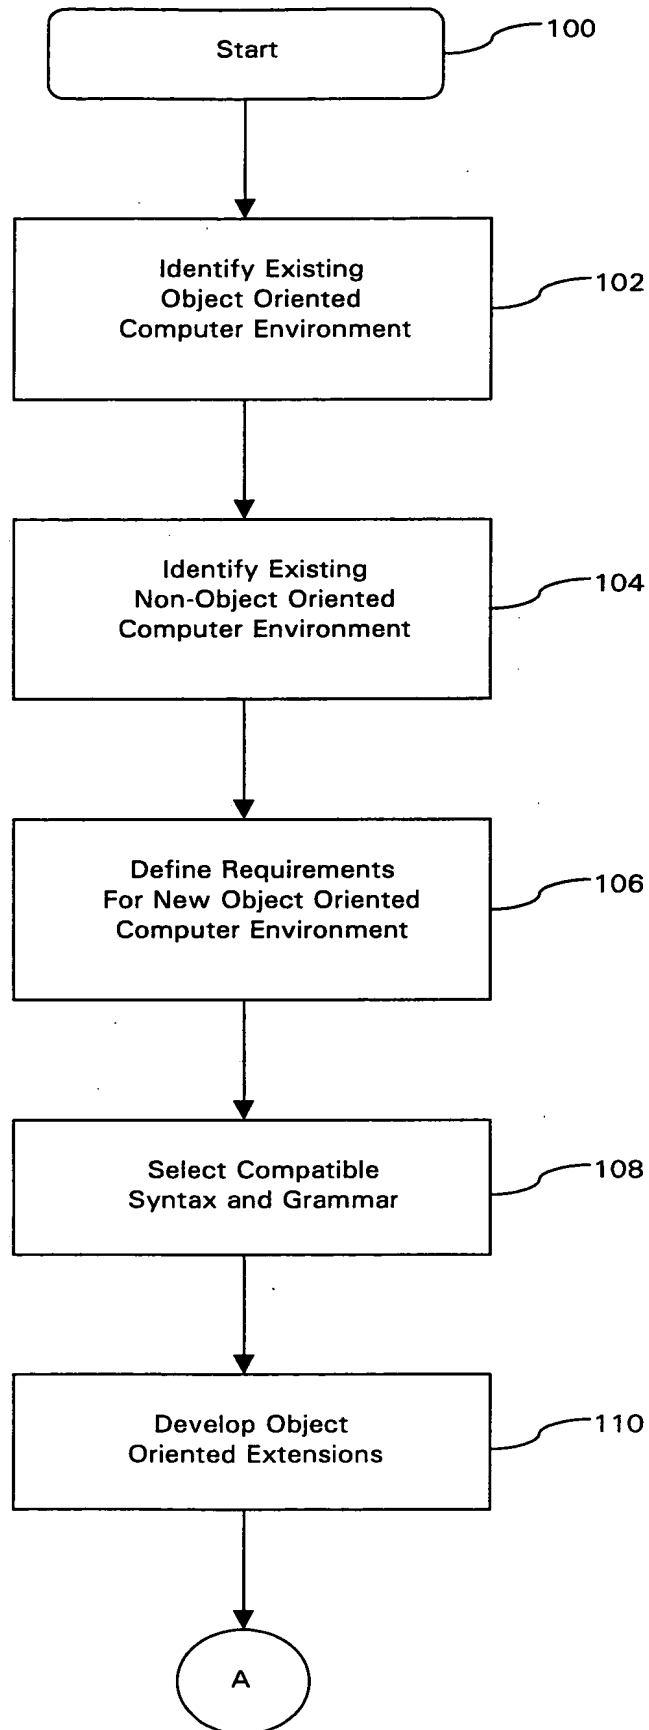 Start
100
Identify Existing
Object Oriented
Computer Environment
102
Identify Existing
Non-Object Oriented
Computer Environment
104
Define Requirements
For New Object Oriented
Computer Environment
106
Select Compatible
Syntax and Grammar
108
Develop Object
Oriented Extensions
110
A